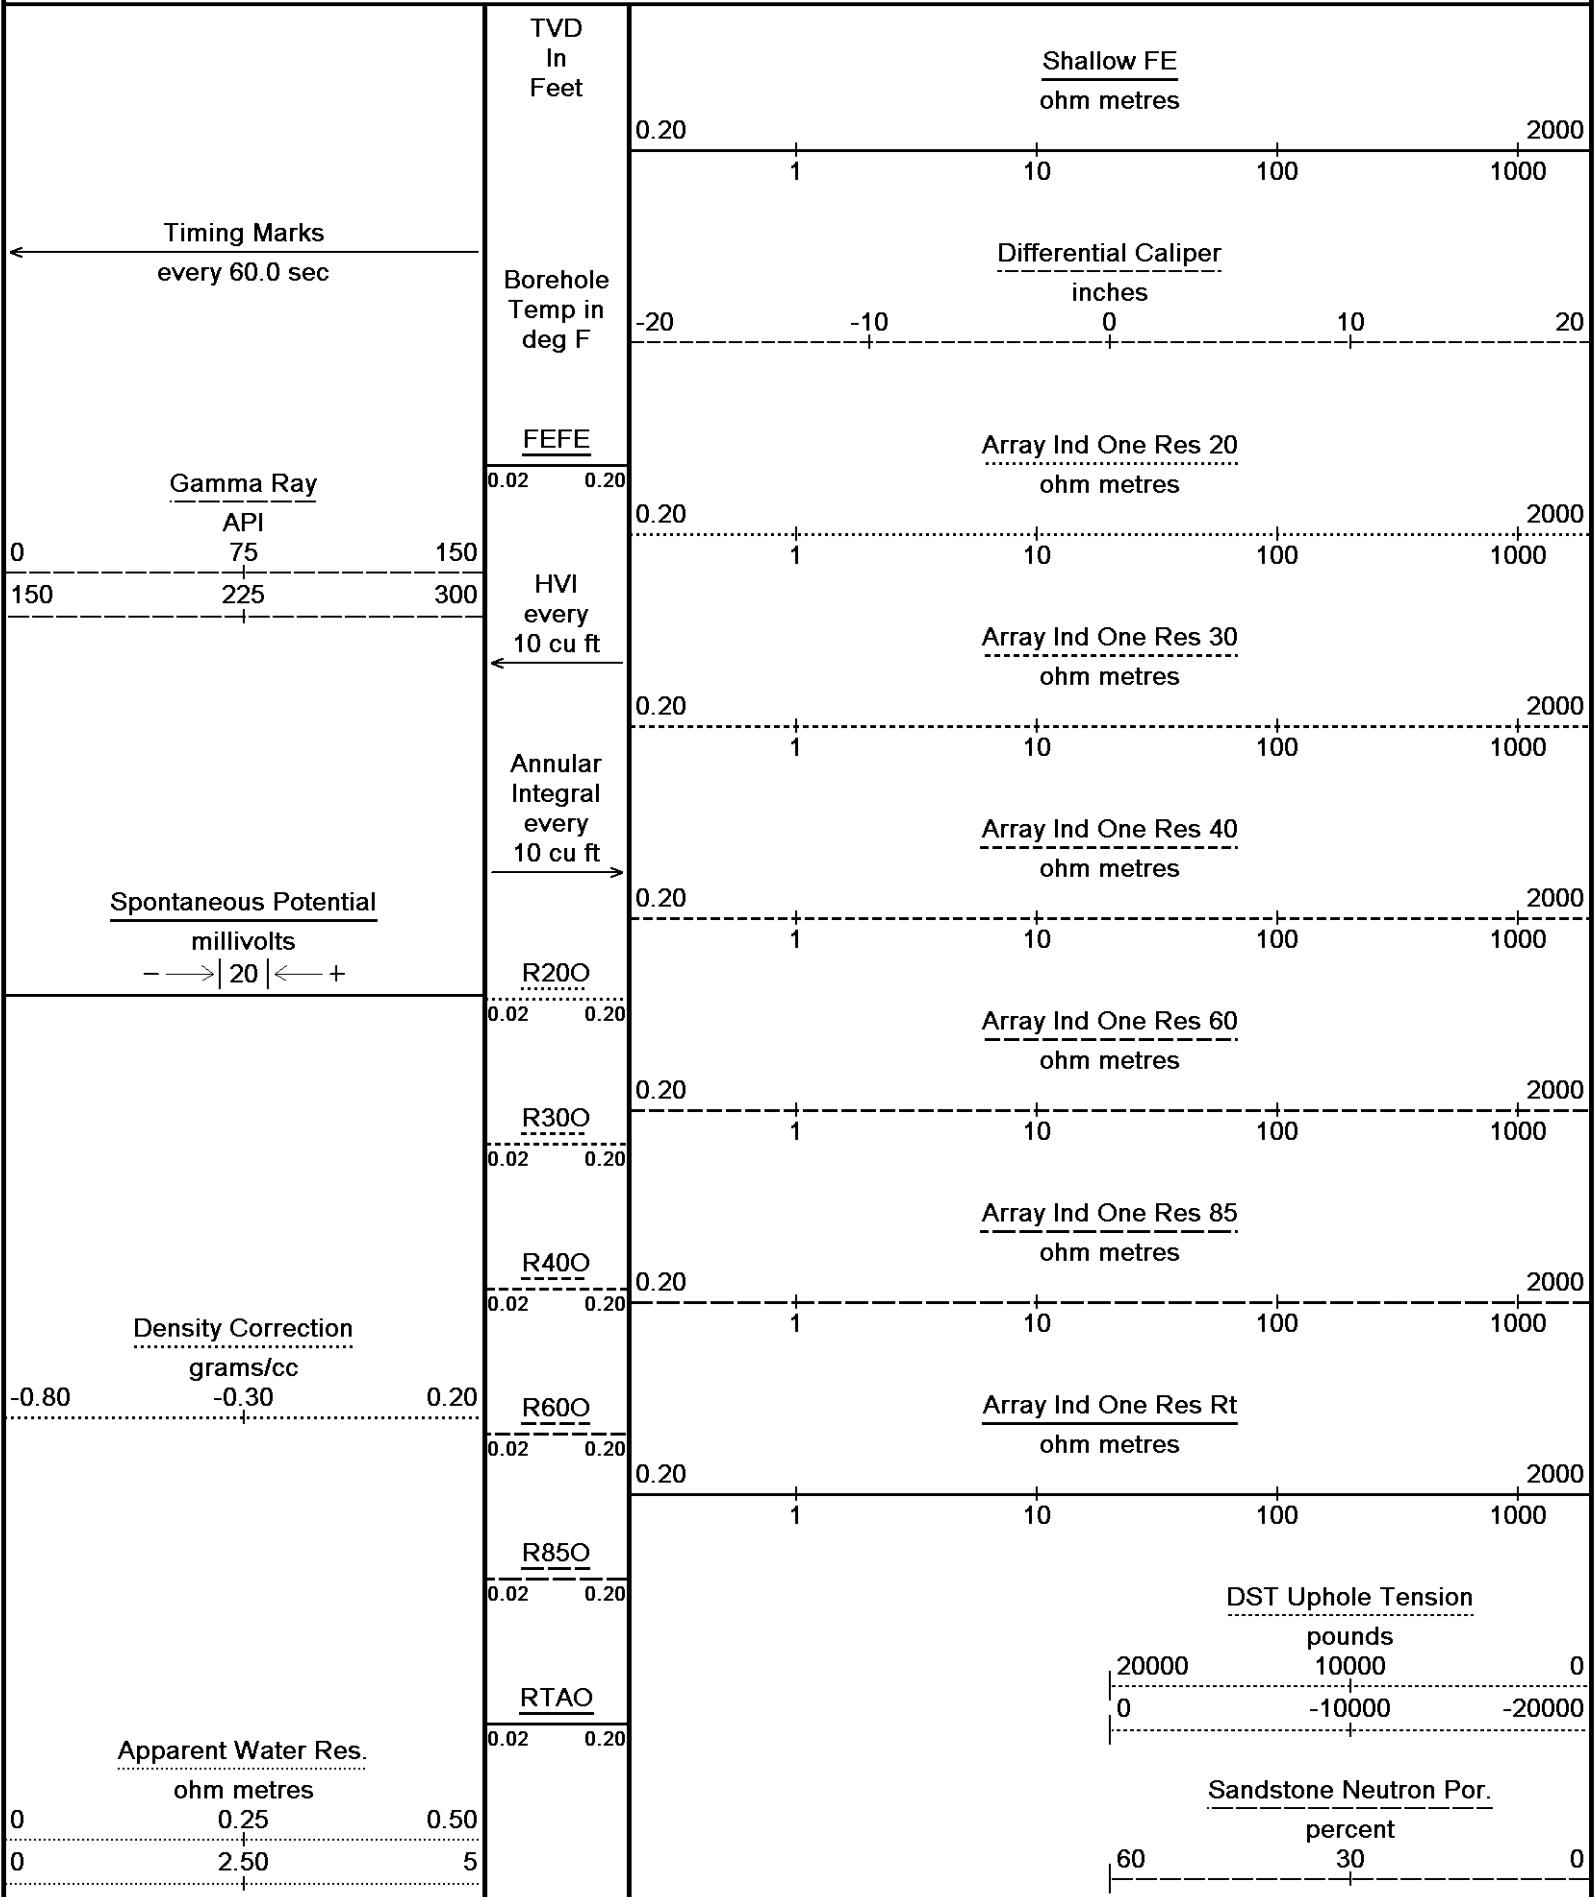 Timing Marks
every 60.0 sec
Gamma Ray
API
0 75 150
150 225 300
Spontaneous Potential
millivolts
− 20 +
Density Correction
grams/cc
-0.80 -0.30 0.20
Apparent Water Res.
ohm metres
0 0.25 0.50
0 2.50 5
TVD
In
Feet
Borehole
Temp in
deg F
FEFE
0.02 0.20
HVI
every
10 cu ft
Annular
Integral
every
10 cu ft
R20O
0.02 0.20
R30O
0.02 0.20
R40O
0.02 0.20
R60O
0.02 0.20
R85O
0.02 0.20
RTAO
0.02 0.20
Shallow FE
ohm metres
0.20 2000
1 10 100 1000
Differential Caliper
inches
-20 -10 0 10 20
Array Ind One Res 20
ohm metres
0.20 2000
1 10 100 1000
Array Ind One Res 30
ohm metres
0.20 2000
1 10 100 1000
Array Ind One Res 40
ohm metres
0.20 2000
1 10 100 1000
Array Ind One Res 60
ohm metres
0.20 2000
1 10 100 1000
Array Ind One Res 85
ohm metres
0.20 2000
1 10 100 1000
Array Ind One Res Rt
ohm metres
0.20 2000
1 10 100 1000
DST Uphole Tension
pounds
20000 10000 0
0 -10000 -20000
Sandstone Neutron Por.
percent
60 30 0